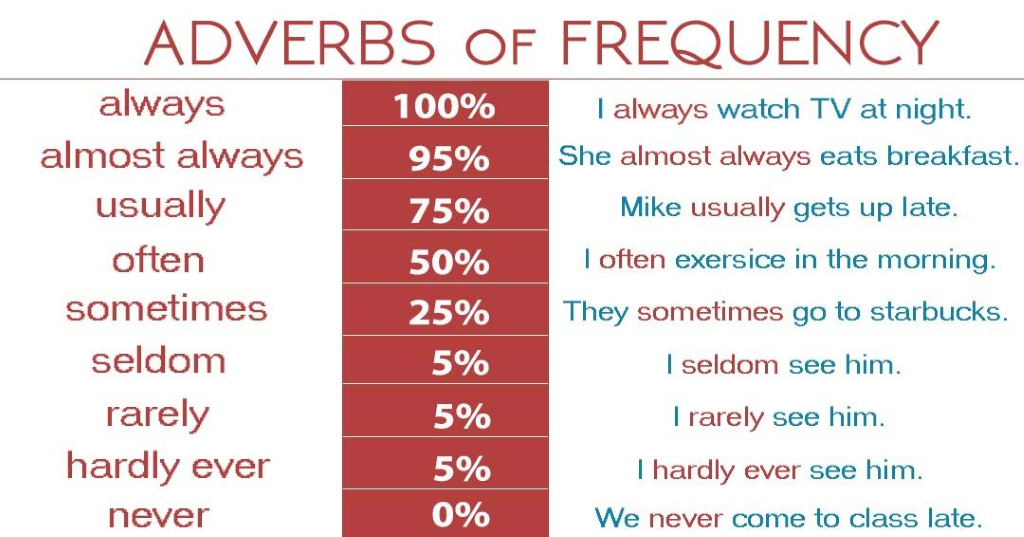 ADVERBS OF FREQUENCY
always 100% I always watch TV at night.
almost always 95% She almost always eats breakfast.
usually 75% Mike usually gets up late.
often 50% I often exersice in the morning.
sometimes 25% They sometimes go to starbucks.
seldom 5% I seldom see him.
rarely 5% I rarely see him.
hardly ever 5% I hardly ever see him.
never 0% We never come to class late.